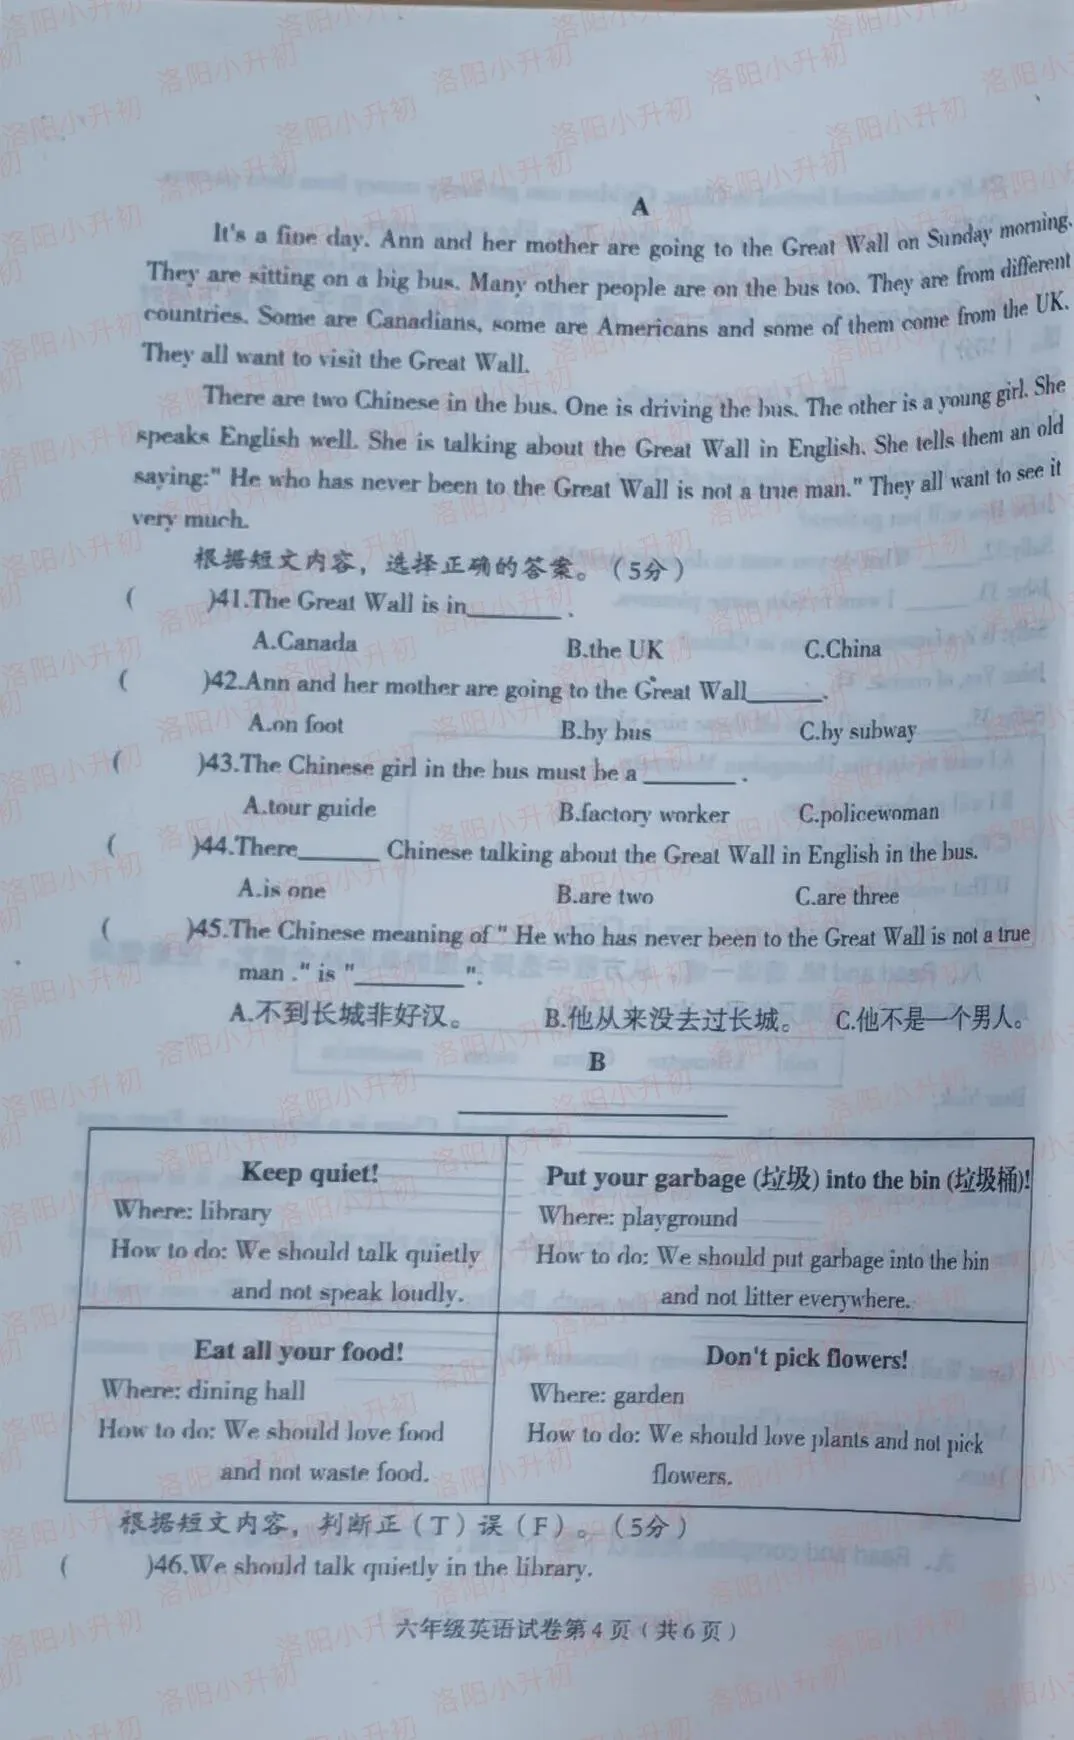 A
It's a fine day. Ann and her mother are going to the Great Wall on Sunday morning.
They are sitting on a big bus. Many other people are on the bus too. They are from different
countries. Some are Canadians, some are Americans and some of them come from the UK.
They all want to visit the Great Wall.
There are two Chinese in the bus. One is driving the bus. The other is a young girl. She
speaks English well. She is talking about the Great Wall in English. She tells them an old
saying:" He who has never been to the Great Wall is not a true man." They all want to see it
very much.
根据短文内容，选择正确的答案。（5分）
( )41.The Great Wall is in________.
A.Canada B.the UK C.China
( )42.Ann and her mother are going to the Great Wall______.
A.on foot B.by bus C.by subway
( )43.The Chinese girl in the bus must be a ________.
A.tour guide B.factory worker C.policewoman
( )44.There_______ Chinese talking about the Great Wall in English in the bus.
A.is one B.are two C.are three
( )45.The Chinese meaning of " He who has never been to the Great Wall is not a true
man ." is "_________".
A.不到长城非好汉。 B.他从来没去过长城。 C.他不是一个男人。
B
Keep quiet!
Where: library
How to do: We should talk quietly
and not speak loudly.
Put your garbage (垃圾) into the bin (垃圾桶)!
Where: playground
How to do: We should put garbage into the bin
and not litter everywhere.
Eat all your food!
Where: dining hall
How to do: We should love food
and not waste food.
Don't pick flowers!
Where: garden
How to do: We should love plants and not pick
flowers.
根据短文内容，判断正（T）误（F）。（5分）
( )46.We should talk quietly in the library.
六年级英语试卷第4页（共6页）
洛阳小升初